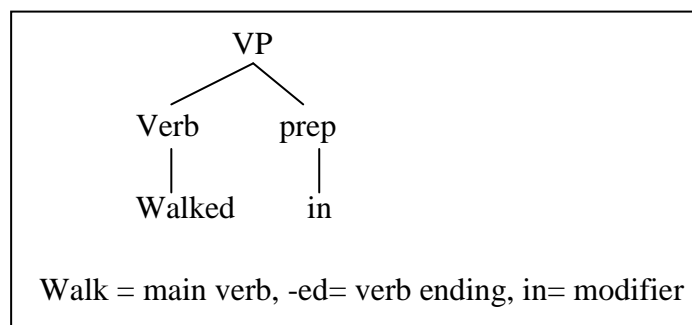 VP
Verb prep
Walked in
Walk = main verb, -ed= verb ending, in= modifier